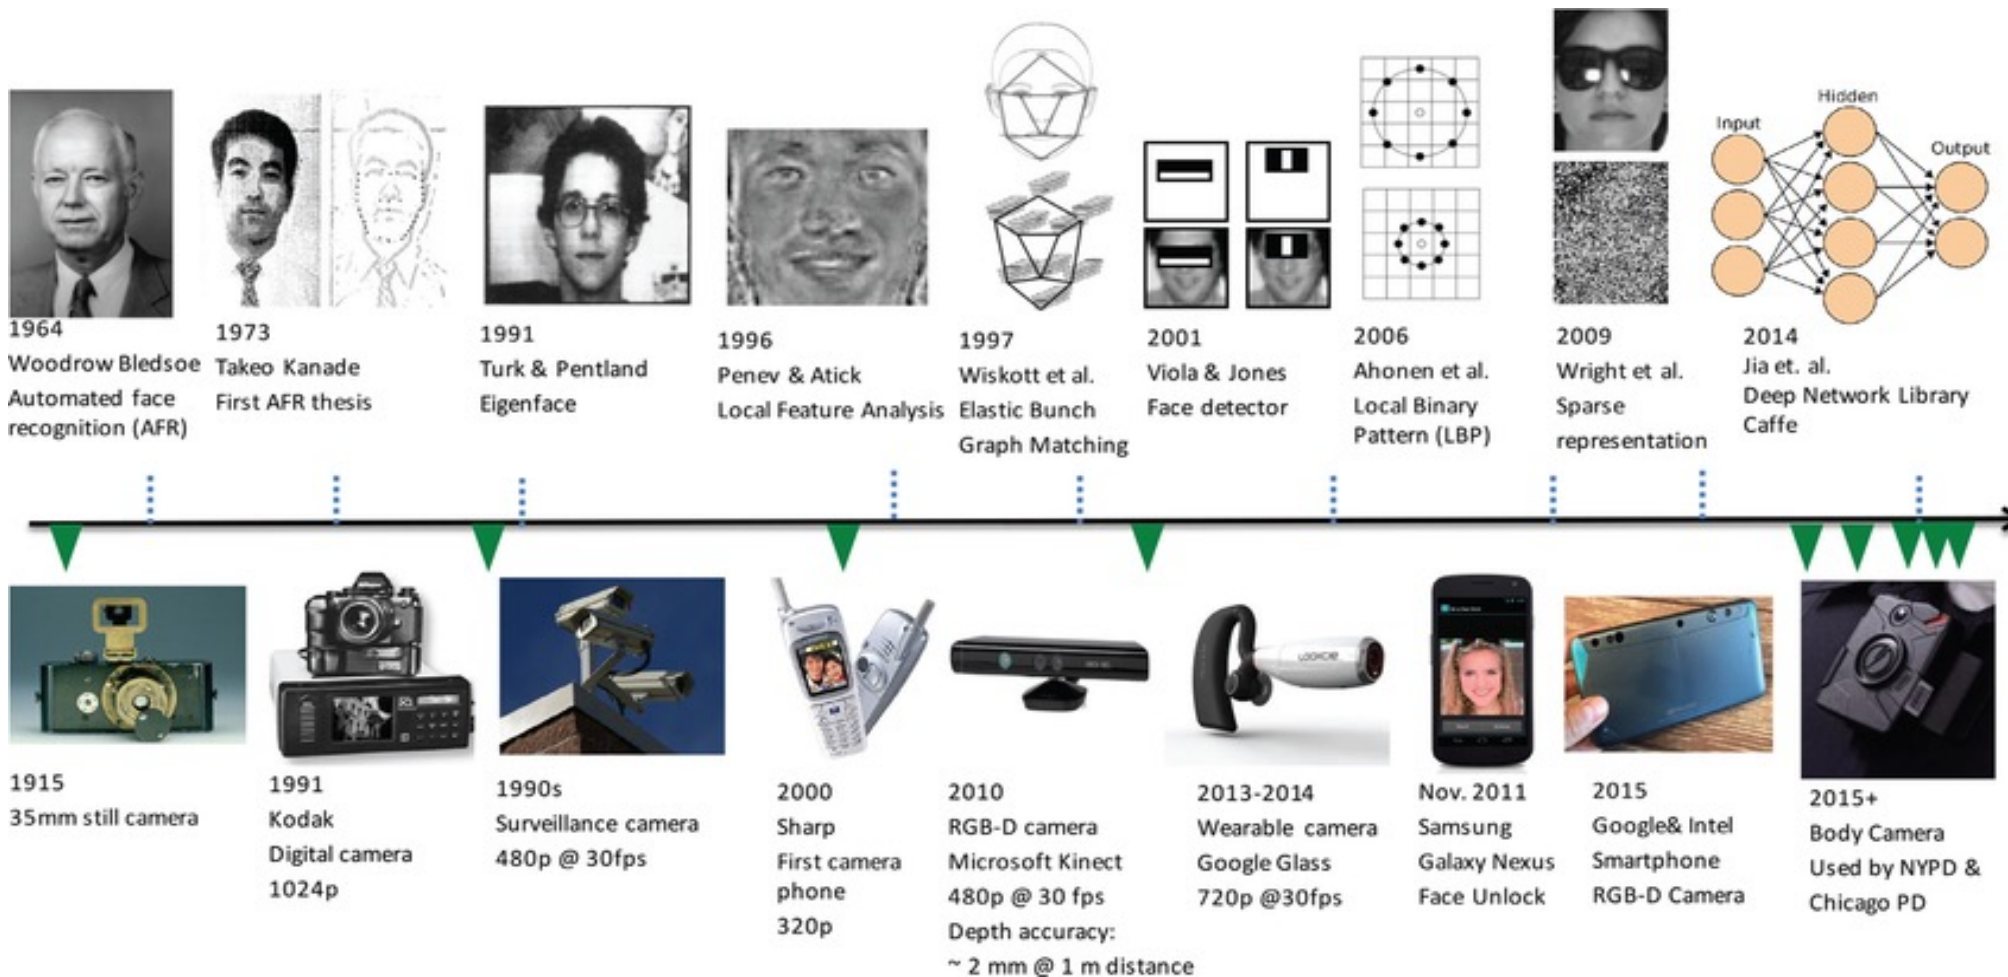 1964
Woodrow Bledsoe
Automated face
recognition (AFR)
1973
Takeo Kanade
First AFR thesis
1991
Turk & Pentland
Eigenface
1996
Penev & Atick
Local Feature Analysis
1997
Wiskott et al.
Elastic Bunch
Graph Matching
2001
Viola & Jones
Face detector
2006
Ahonen et al.
Local Binary
Pattern (LBP)
2009
Wright et al.
Sparse
representation
Input
Hidden
Output
2014
Jia et. al.
Deep Network Library
Caffe
1915
35mm still camera
1991
Kodak
Digital camera
1024p
1990s
Surveillance camera
480p @ 30fps
2000
Sharp
First camera
phone
320p
2010
RGB-D camera
Microsoft Kinect
480p @ 30 fps
Depth accuracy:
~ 2 mm @ 1 m distance
LOOXCIE
2013-2014
Wearable camera
Google Glass
720p @30fps
Nov. 2011
Samsung
Galaxy Nexus
Face Unlock
2015
Google& Intel
Smartphone
RGB-D Camera
2015+
Body Camera
Used by NYPD &
Chicago PD